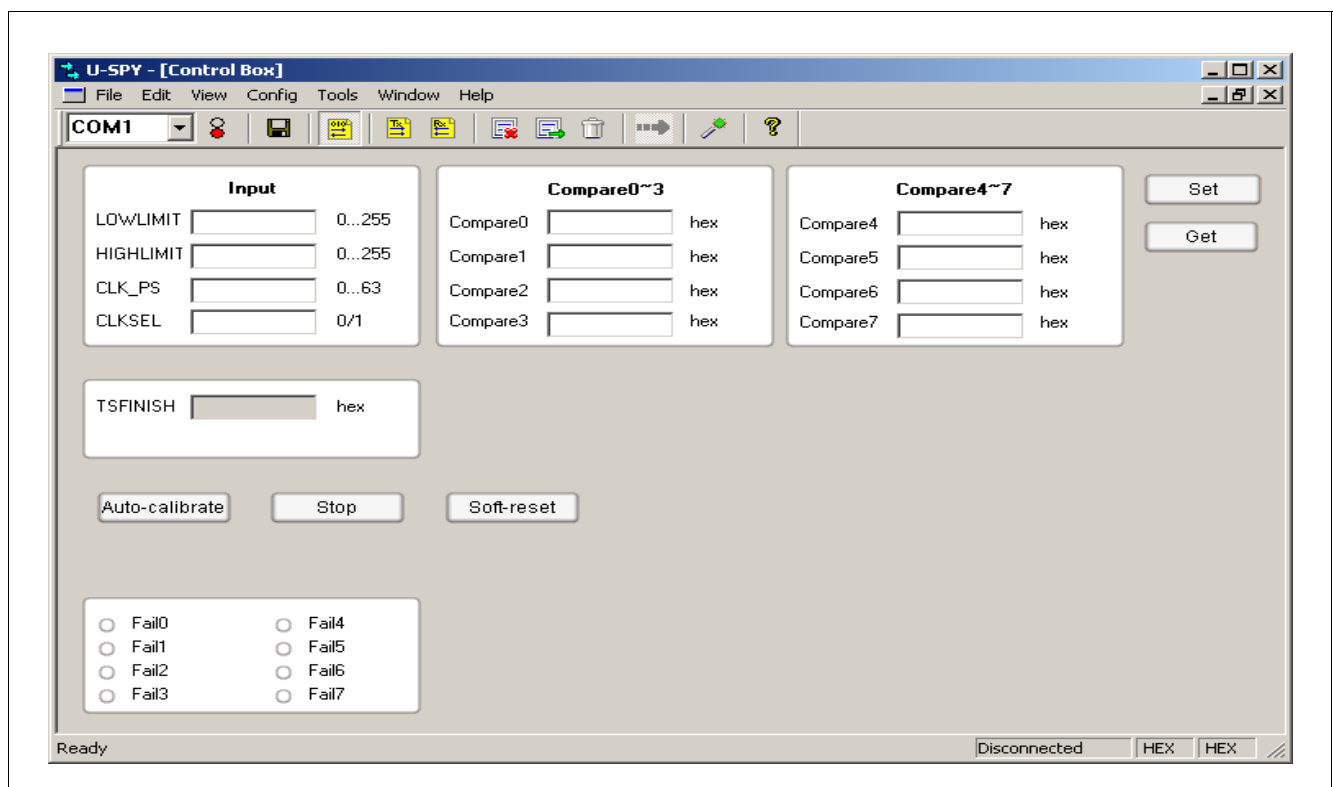 U-SPY - [Control Box]
File Edit View Config Tools Window Help
COM1
Input
LOWLIMIT 0...255
HIGHLIMIT 0...255
CLK_PS 0...63
CLKSEL 0/1
Compare0~3
Compare0 hex
Compare1 hex
Compare2 hex
Compare3 hex
Compare4~7
Compare4 hex
Compare5 hex
Compare6 hex
Compare7 hex
Set
Get
TSFINISH hex
Auto-calibrate Stop Soft-reset
Fail0 Fail4
Fail1 Fail5
Fail2 Fail6
Fail3 Fail7
Ready Disconnected HEX HEX